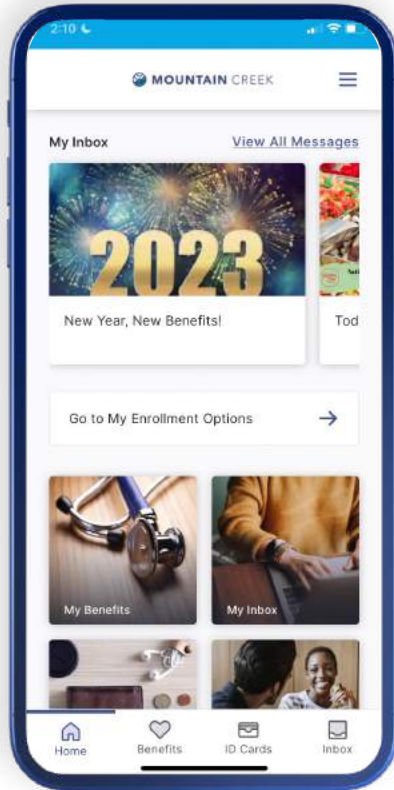 2:10
MOUNTAIN CREEK
My Inbox
View All Messages
2023
New Year, New Benefits!
Tod
Go to My Enrollment Options
My Benefits
My Inbox
Home
Benefits
ID Cards
Inbox